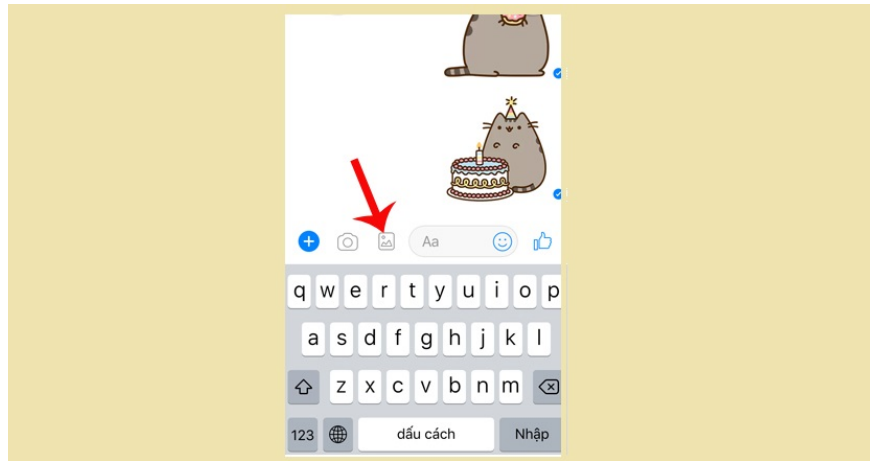 Aa
q w e r t y u i o p
a s d f g h j k l
z x c v b n m
123 dấu cách Nhập